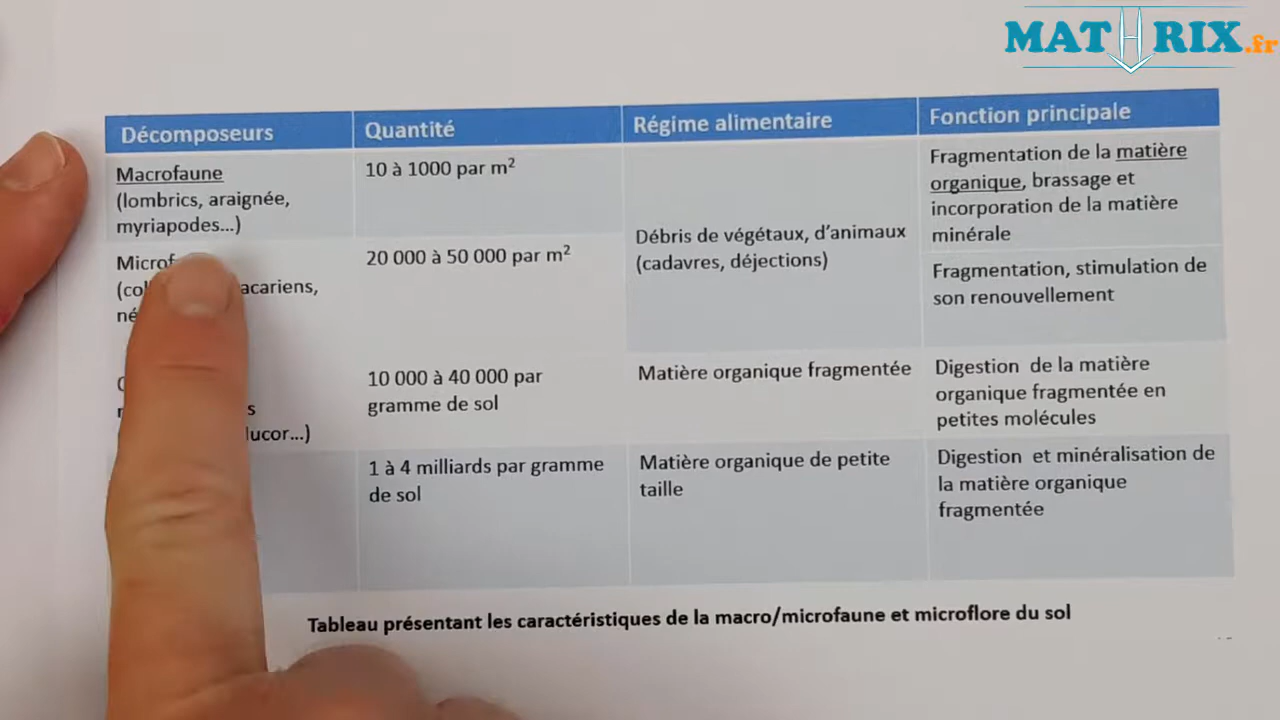 MATHRIX.fr
Décomposeurs
Quantité
Régime alimentaire
Fonction principale
Macrofaune
(lombrics, araignée,
myriapodes...)
10 à 1000 par m²
Débris de végétaux, d’animaux
(cadavres, déjections)
Fragmentation de la matière
organique, brassage et
incorporation de la matière
minérale
acariens,
20 000 à 50 000 par m²
Fragmentation, stimulation de
son renouvellement
10 000 à 40 000 par
gramme de sol
Matière organique fragmentée
Digestion de la matière
organique fragmentée en
petites molécules
1 à 4 milliards par gramme
de sol
Matière organique de petite
taille
Digestion et minéralisation de
la matière organique
fragmentée
Tableau présentant les caractéristiques de la macro/microfaune et microflore du sol